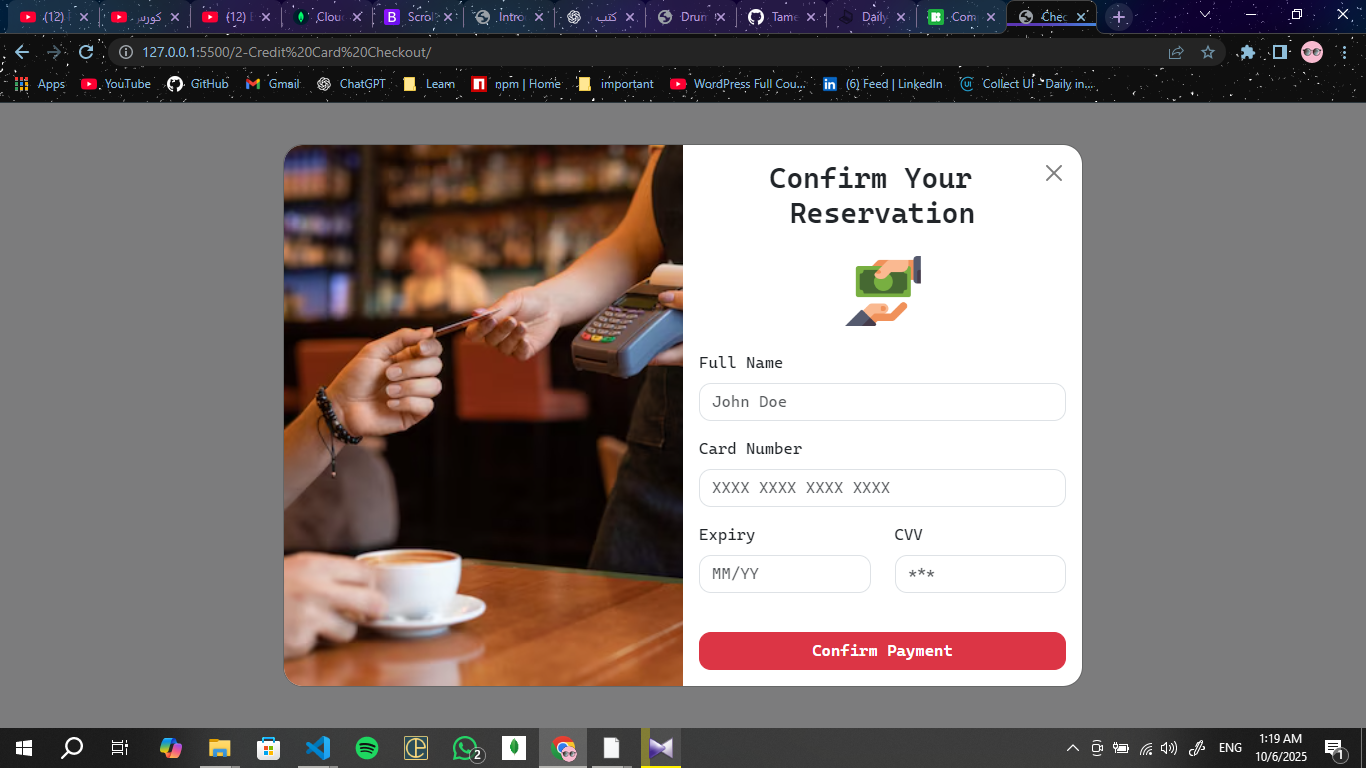 (12)
كورس
(12) E
Clou
Scro
Intro
كتب
Drun
Tame
Daily
Com
Chec
127.0.0.1:5500/2-Credit%20Card%20Checkout/
Apps
YouTube
GitHub
Gmail
ChatGPT
Learn
npm | Home
important
WordPress Full Cou...
(6) Feed | LinkedIn
Collect UI - Daily in...
Confirm Your
Reservation
Full Name
John Doe
Card Number
XXXX XXXX XXXX XXXX
Expiry
CVV
MM/YY
***
Confirm Payment
2
ENG
1:19 AM
10/6/2025
1